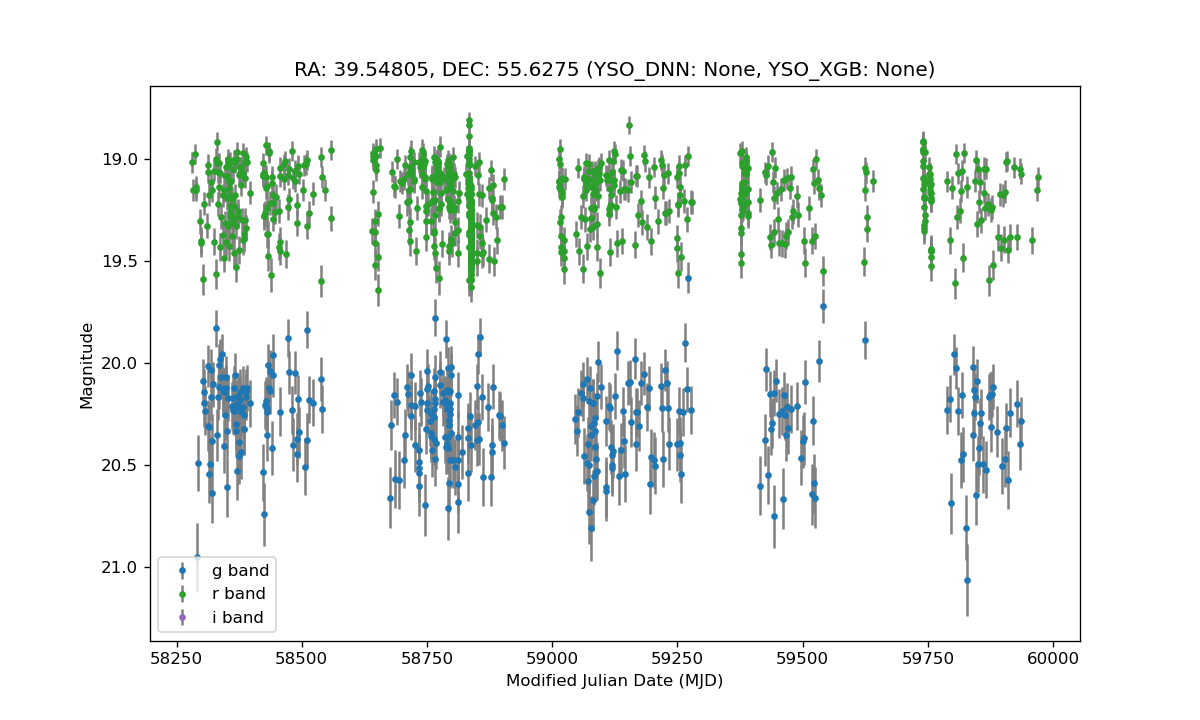 RA: 39.54805, DEC: 55.6275 (YSO_DNN: None, YSO_XGB: None)
19.0
19.5
20.0
20.5
21.0
Magnitude
g band
r band
i band
58250 58500 58750 59000 59250 59500 59750 60000
Modified Julian Date (MJD)